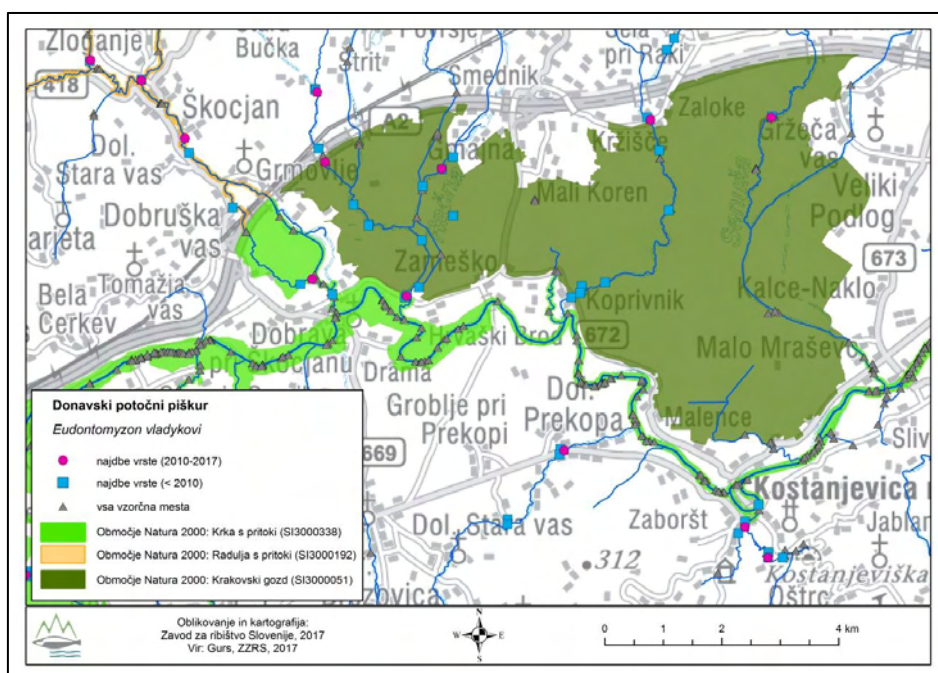 Zloganje
Bučka
Strit
Smednik
pri Raki
418
Škocjan
A2
Zaloke
Dol.
Stara vas
Grmovlje
Gmajna
Kržišče
Gržeča
vas
Mali Koren
Veliki
Podlog
Dobruška
vas
Zameško
673
Tomažja
vas
Koprivnik
Kalce-Naklo
Bela
Cerkev
Dobrava
pri Škocjanu
Hrvaški Brod
672
Malo Mraševo
Drama
Dol.
Prekopa
Groblje pri
Prekopi
Malence
669
Kostanjevica
Zaboršt
Dol. Stara vas
312
Kostanjeviška
Donavski potočni piškur
Eudontomyzon vladykovi
najdbe vrste (2010-2017)
najdbe vrste (< 2010)
vsa vzorčna mesta
Območje Natura 2000: Krka s pritoki (SI3000338)
Območje Natura 2000: Radulja s pritoki (SI3000192)
Območje Natura 2000: Krakovski gozd (SI3000051)
Oblikovanje in kartografija:
Zavod za ribištvo Slovenije, 2017
Vir: Gurs, ZZRS, 2017
N
W E
S
0 1 2 4 km